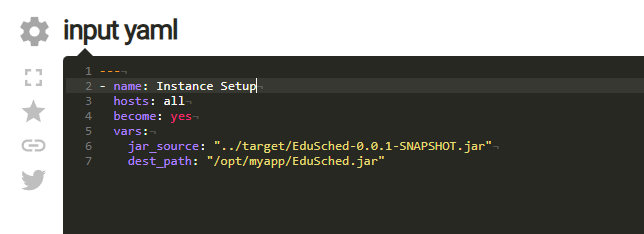 input yaml
1 ---¬
2 - name: Instance Setup¬
3   hosts: all¬
4   become: yes¬
5   vars:¬
6     jar_source: "../target/EduSched-0.0.1-SNAPSHOT.jar"¬
7     dest_path: "/opt/myapp/EduSched.jar"